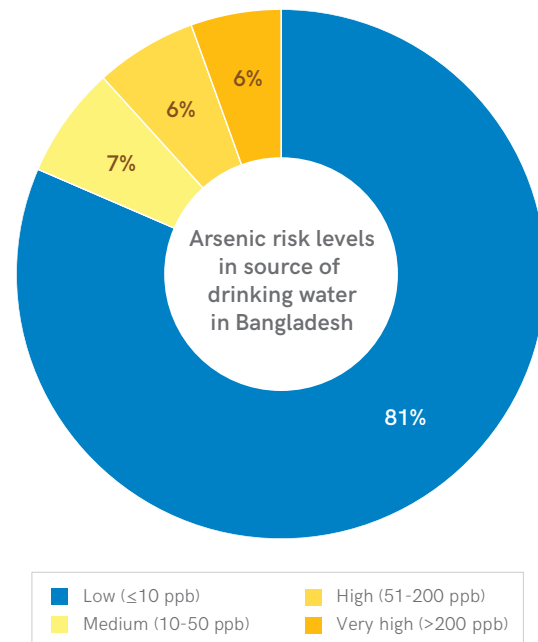 6%
6%
7%
Arsenic risk levels
in source of
drinking water
in Bangladesh
81%
Low (≤10 ppb)
High (51-200 ppb)
Medium (10-50 ppb)
Very high (>200 ppb)